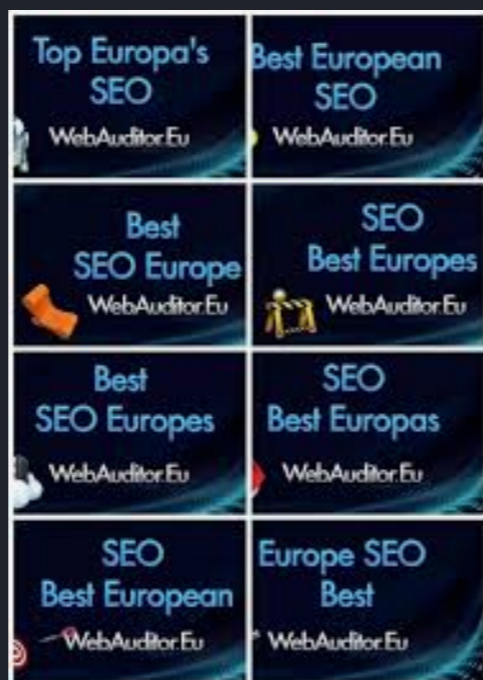 Top Europa's
SEO
WebAuditor.Eu
Best European
SEO
WebAuditor.Eu
Best
SEO Europe
WebAuditor.Eu
SEO
Best Europes
WebAuditor.Eu
Best
SEO Europes
WebAuditor.Eu
SEO
Best Europas
WebAuditor.Eu
SEO
Best European
WebAuditor.Eu
Europe SEO
Best
WebAuditor.Eu